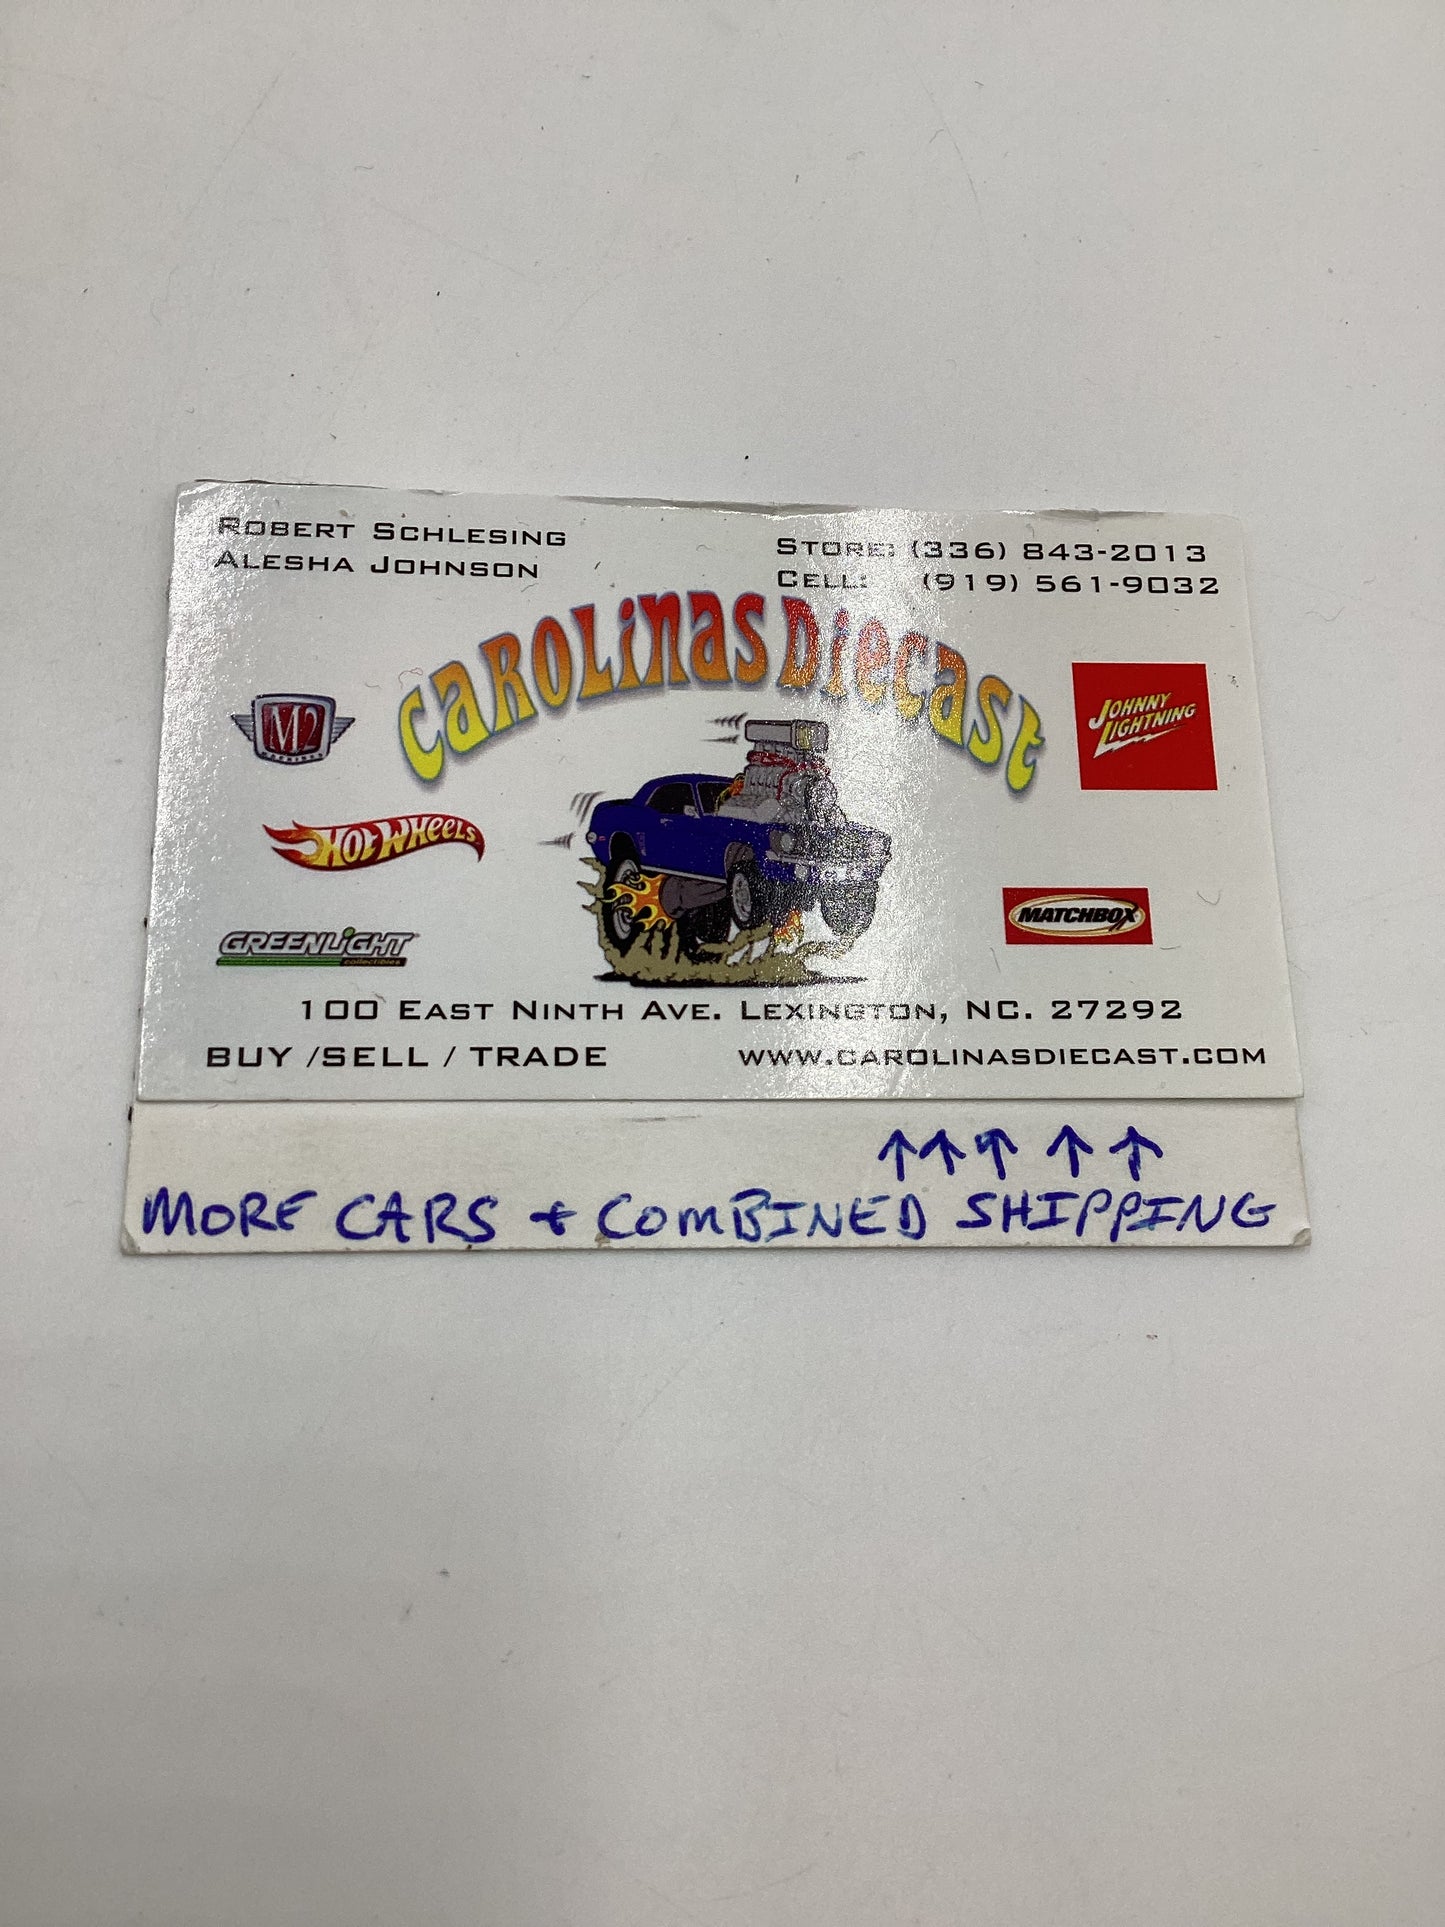 ROBERT SCHLESING
ALESHA JOHNSON
STORE: (336) 843-2013
CELL: (919) 561-9032
CAROLINAS DIECAST
M2
MACHINES
JOHNNY
LIGHTNING
HOT WHEELS
MATCHBOX
GREENLIGHT
collectibles
100 EAST NINTH AVE. LEXINGTON, NC. 27292
BUY /SELL / TRADE
WWW.CAROLINASDIECAST.COM
↑↑↑ ↑ ↑
MORE CARS + COMBINED SHIPPING